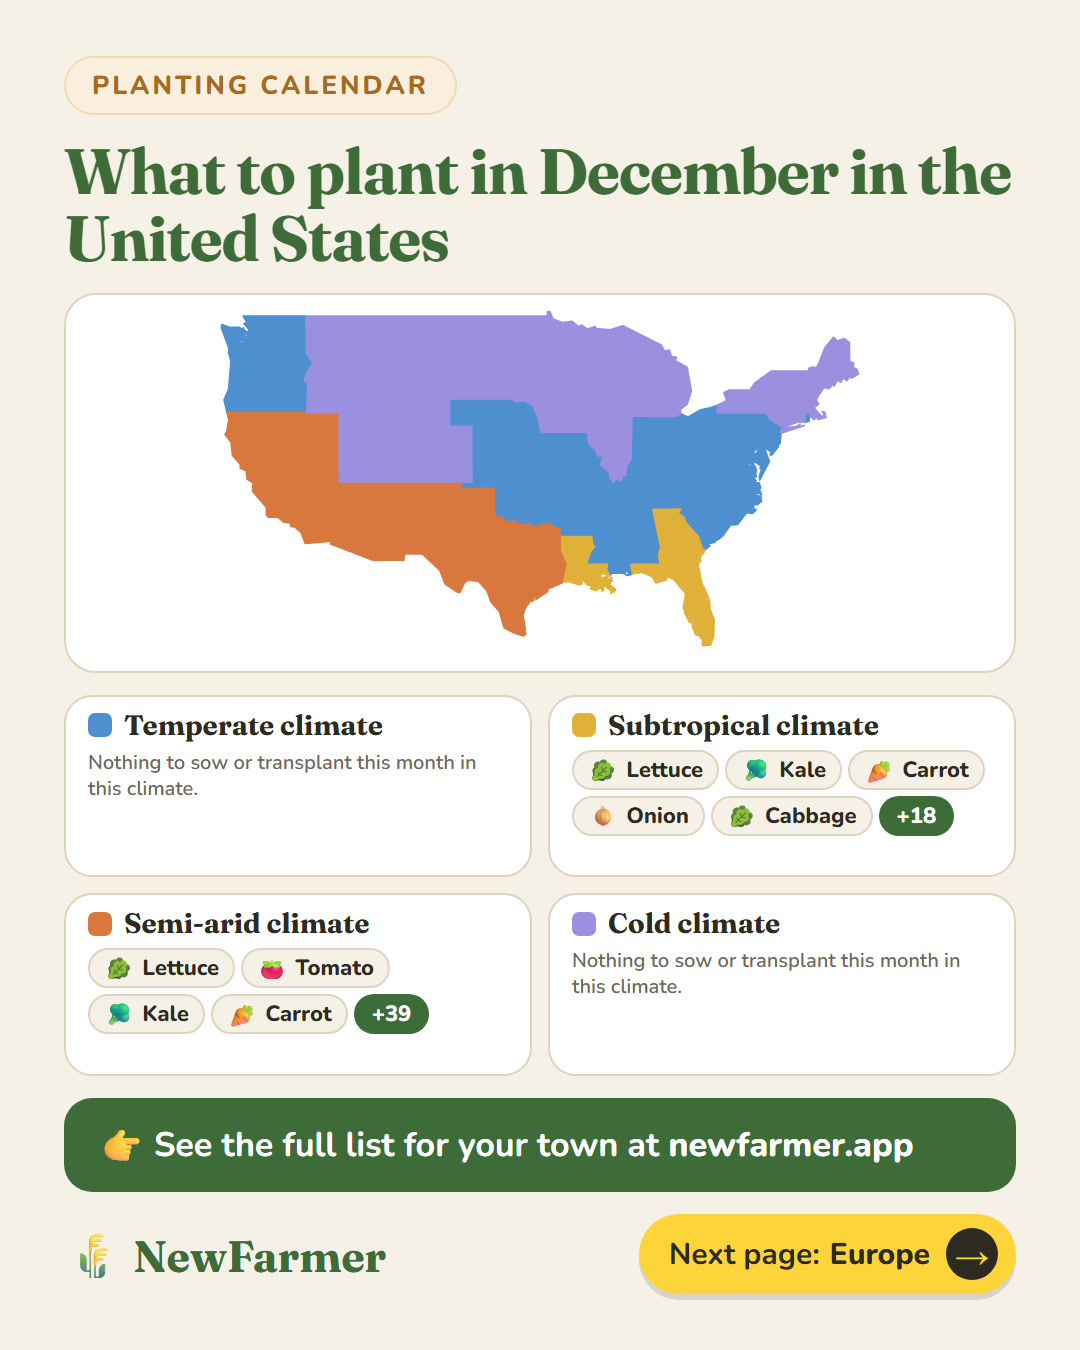 PLANTING CALENDAR
What to plant in December in the
United States
Temperate climate
Nothing to sow or transplant this month in
this climate.
Subtropical climate
Lettuce Kale Carrot
Onion Cabbage +18
Semi-arid climate
Lettuce Tomato
Kale Carrot +39
Cold climate
Nothing to sow or transplant this month in
this climate.
See the full list for your town at newfarmer.app
NewFarmer
Next page: Europe →